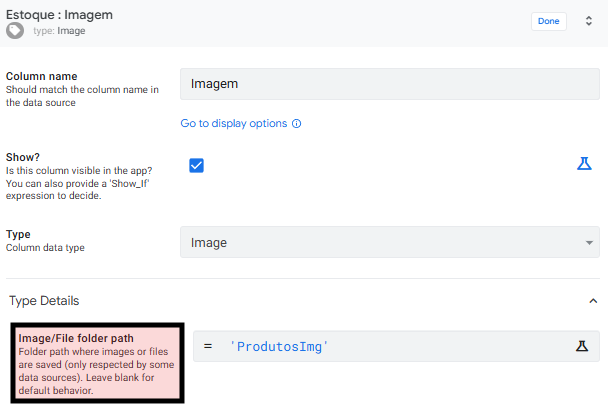 Estoque : Imagem
type: Image
Done
Column name
Should match the column name in
the data source
Imagem
Go to display options
Show?
Is this column visible in the app?
You can also provide a 'Show_If'
expression to decide.
Type
Column data type
Image
Type Details
Image/File folder path
Folder path where images or files
are saved (only respected by some
data sources). Leave blank for
default behavior.
= 'ProdutosImg'